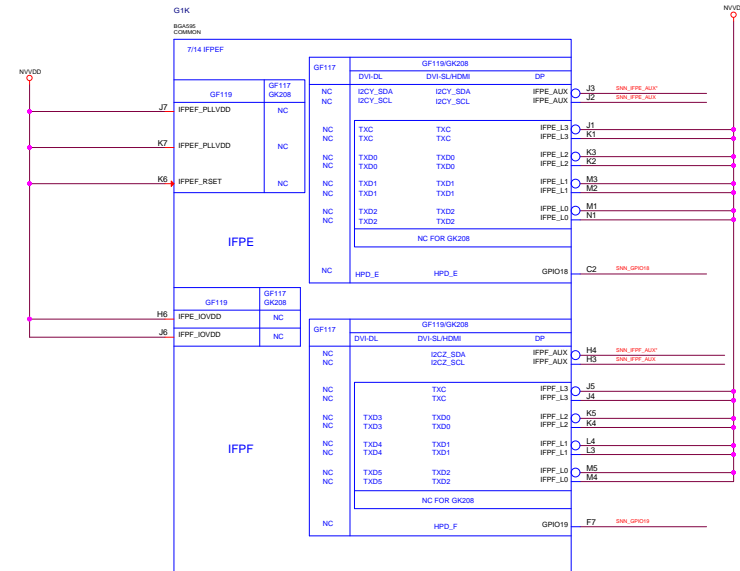 G1K
BGA595
COMMON
7/14 IFPEF
NVVDD
NVVDD
GF119
GF117
GK208
J7 IFPEF_PLLVDD NC
K7 IFPEF_PLLVDD NC
K6 IFPEF_RSET NC
IFPE
GF119
GF117
GK208
H6 IFPE_IOVDD NC
J6 IFPF_IOVDD NC
IFPF
GF117
GF119/GK208
DVI-DL DVI-SL/HDMI DP
NC I2CY_SDA I2CY_SDA IFPE_AUX J3 SNN_IFPE_AUX*
NC I2CY_SCL I2CY_SCL IFPE_AUX J2 SNN_IFPE_AUX
NC TXC TXC IFPE_L3 J1
NC TXC TXC IFPE_L3 K1
NC TXD0 TXD0 IFPE_L2 K3
NC TXD0 TXD0 IFPE_L2 K2
NC TXD1 TXD1 IFPE_L1 M3
NC TXD1 TXD1 IFPE_L1 M2
NC TXD2 TXD2 IFPE_L0 M1
NC TXD2 TXD2 IFPE_L0 N1
NC FOR GK208
NC HPD_E HPD_E GPIO18 C2 SNN_GPIO18
GF117
GF119/GK208
DVI-DL DVI-SL/HDMI DP
NC I2CZ_SDA IFPF_AUX H4 SNN_IFPF_AUX*
NC I2CZ_SCL IFPF_AUX H3 SNN_IFPF_AUX
NC TXC IFPF_L3 J5
NC TXC IFPF_L3 J4
NC TXD3 TXD0 IFPF_L2 K5
NC TXD3 TXD0 IFPF_L2 K4
NC TXD4 TXD1 IFPF_L1 L4
NC TXD4 TXD1 IFPF_L1 L3
NC TXD5 TXD2 IFPF_L0 M5
NC TXD5 TXD2 IFPF_L0 M4
NC FOR GK208
NC HPD_F GPIO19 F7 SNN_GPIO19